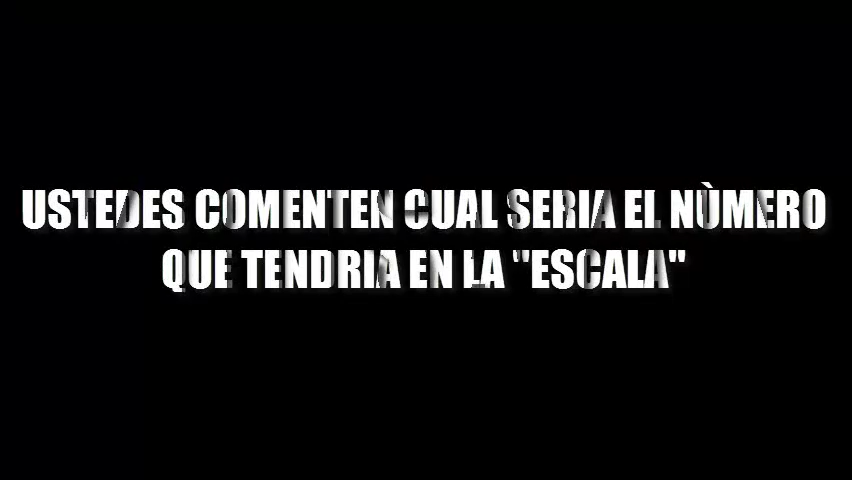 USTEDES COMENTEN CUAL SERIA EL NÙMERO
QUE TENDRIA EN LA "ESCALA"